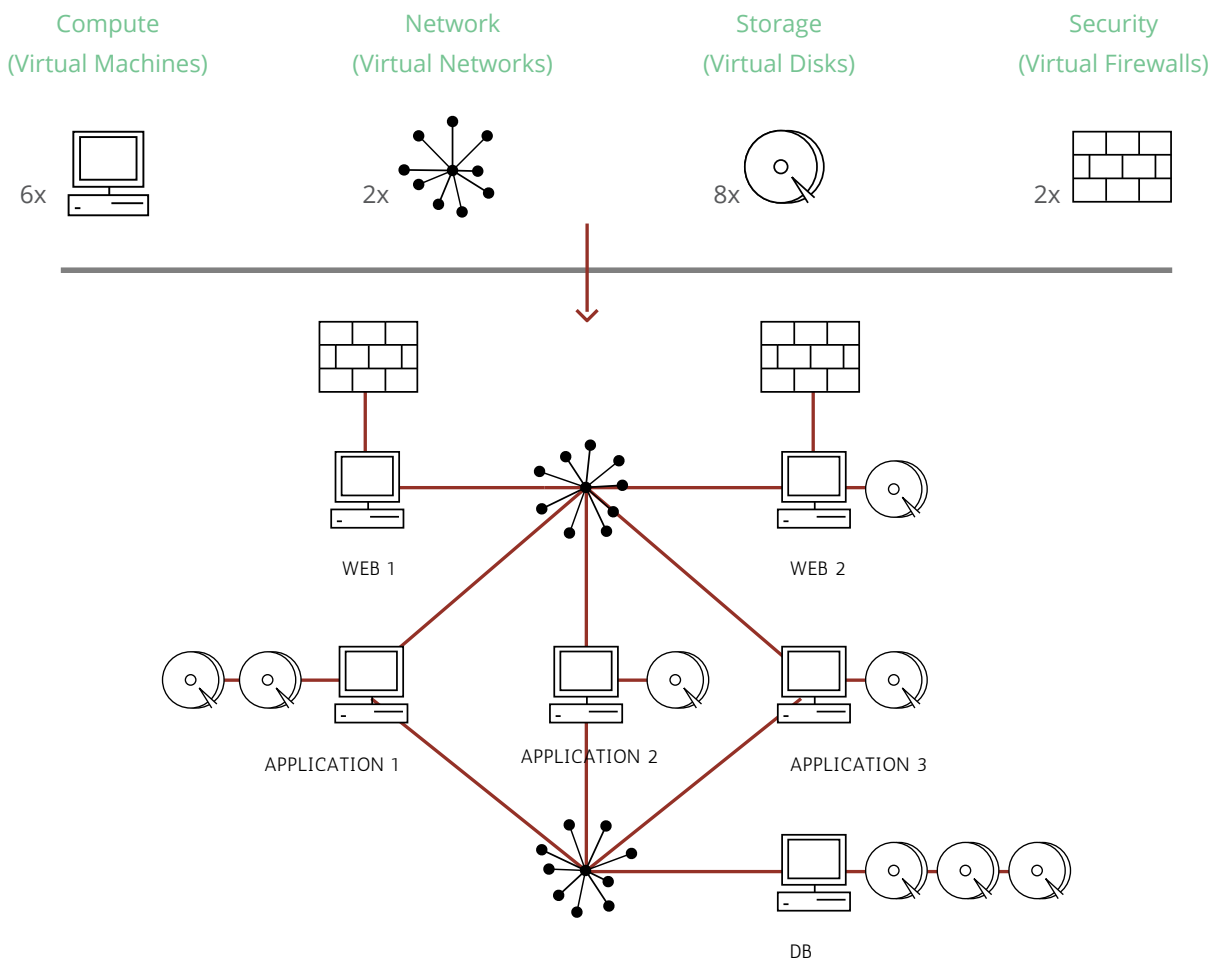 Compute
(Virtual Machines)
Network
(Virtual Networks)
Storage
(Virtual Disks)
Security
(Virtual Firewalls)
6x
2x
8x
2x
WEB 1
WEB 2
APPLICATION 1
APPLICATION 2
APPLICATION 3
DB